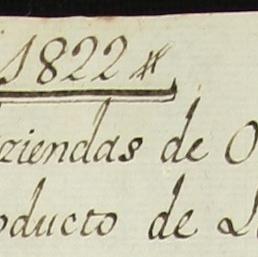 1822 #
ziendas de O
oducto de L